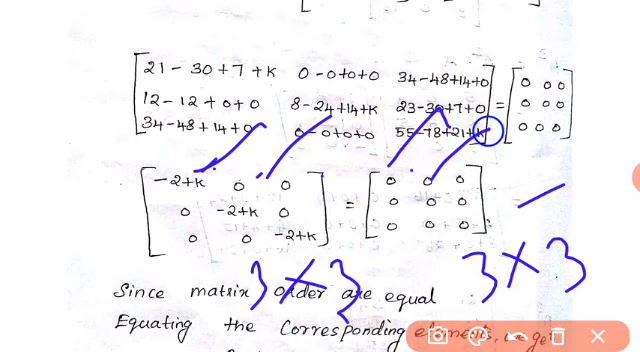 [21-30+7+k 0-0+0+0 34-48+14+0]
[12-12+0+0 8-24+14+k 23-30+7+0] = [0 0 0]
[34-48+14+0 0-0+0+0 55-78+21+k] [0 0 0]
[0 0 0]
[-2+k 0 0] [0 0 0]
[0 -2+k 0] = [0 0 0]
[0 0 -2+k] [0 0 0]
3×3 3×3
Since matrix order are equal
Equating the corresponding elements, we get